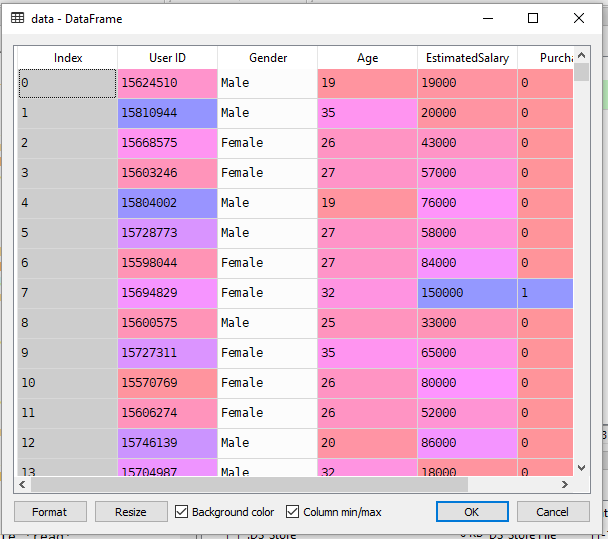 data - DataFrame
Index User ID Gender Age EstimatedSalary Purcha
0 15624510 Male 19 19000 0
1 15810944 Male 35 20000 0
2 15668575 Female 26 43000 0
3 15603246 Female 27 57000 0
4 15804002 Male 19 76000 0
5 15728773 Male 27 58000 0
6 15598044 Female 27 84000 0
7 15694829 Female 32 150000 1
8 15600575 Male 25 33000 0
9 15727311 Female 35 65000 0
10 15570769 Female 26 80000 0
11 15606274 Female 26 52000 0
12 15746139 Male 20 86000 0
13 15704987 Male 32 18000 0
Format Resize Background color Column min/max OK Cancel